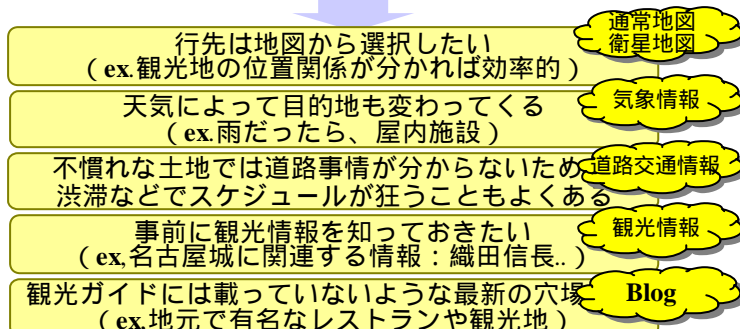 通常地図
衛星地図
行先は地図から選択したい
（ex.観光地の位置関係が分かれば効率的）
気象情報
天気によって目的地も変わってくる
（ex.雨だったら、屋内施設）
道路交通情報
不慣れな土地では道路事情が分からないため
渋滞などでスケジュールが狂うこともよくある
観光情報
事前に観光情報を知っておきたい
（ex,名古屋城に関連する情報：織田信長..）
Blog
観光ガイドには載っていないような最新の穴場
（ex.地元で有名なレストランや観光地）